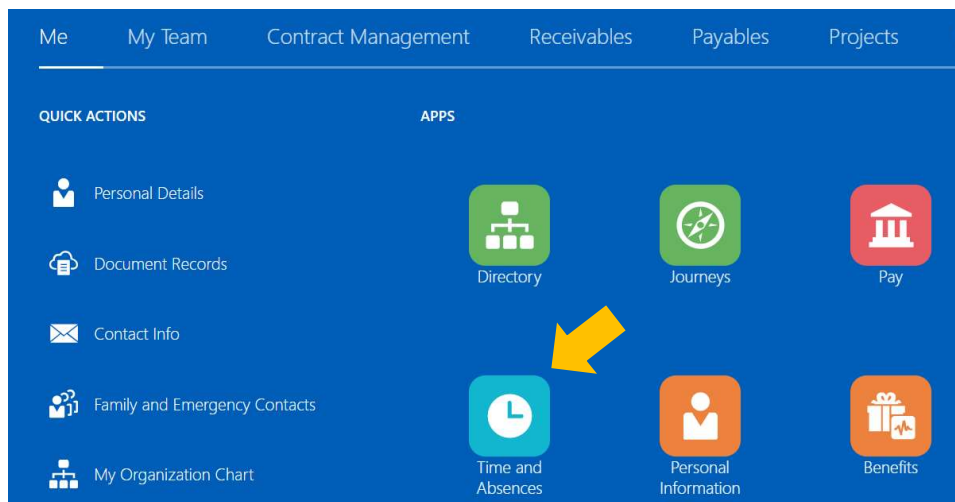 Me My Team Contract Management Receivables Payables Projects
QUICK ACTIONS
APPS
Personal Details
Document Records
Contact Info
Family and Emergency Contacts
My Organization Chart
Directory
Journeys
Pay
Time and
Absences
Personal
Information
Benefits